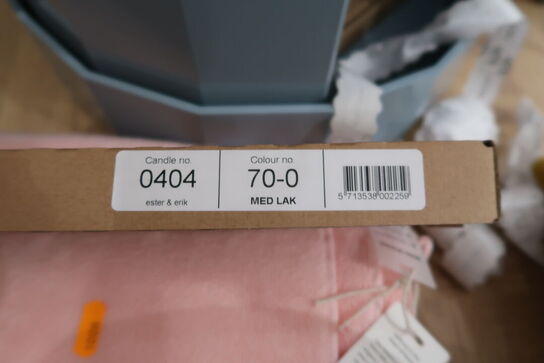 Candle no.
0404
ester & erik
Colour no.
70-0
MED LAK
5 713538 002259